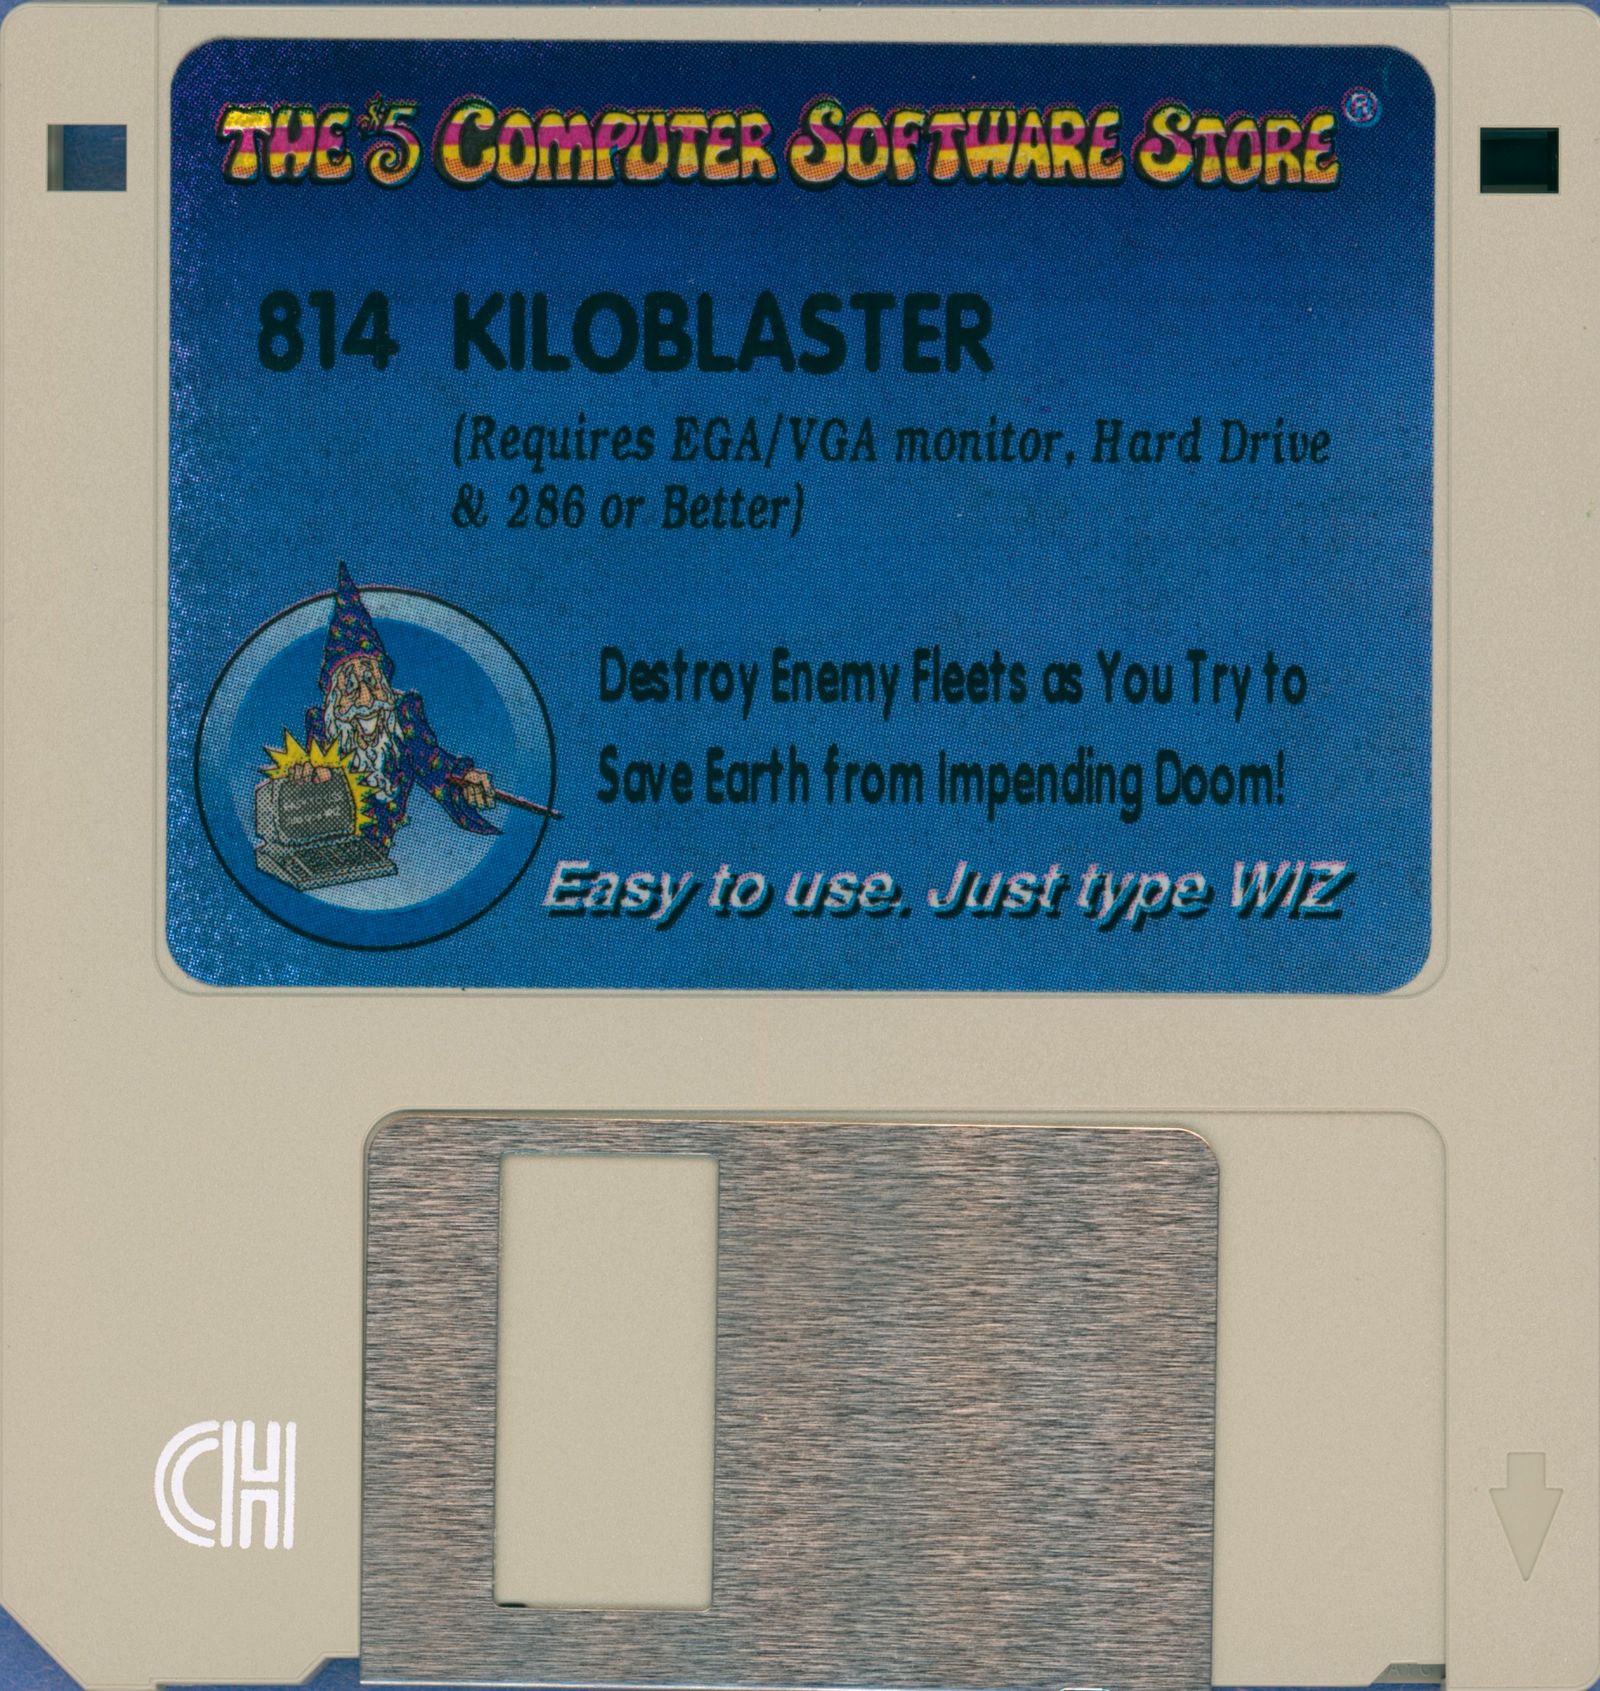 THE $5 COMPUTER SOFTWARE STORE®
814 KILOBLASTER
(Requires EGA/VGA monitor, Hard Drive
& 286 or Better)
Destroy Enemy Fleets as You Try to
Save Earth from Impending Doom!
Easy to use. Just type WIZ
CH